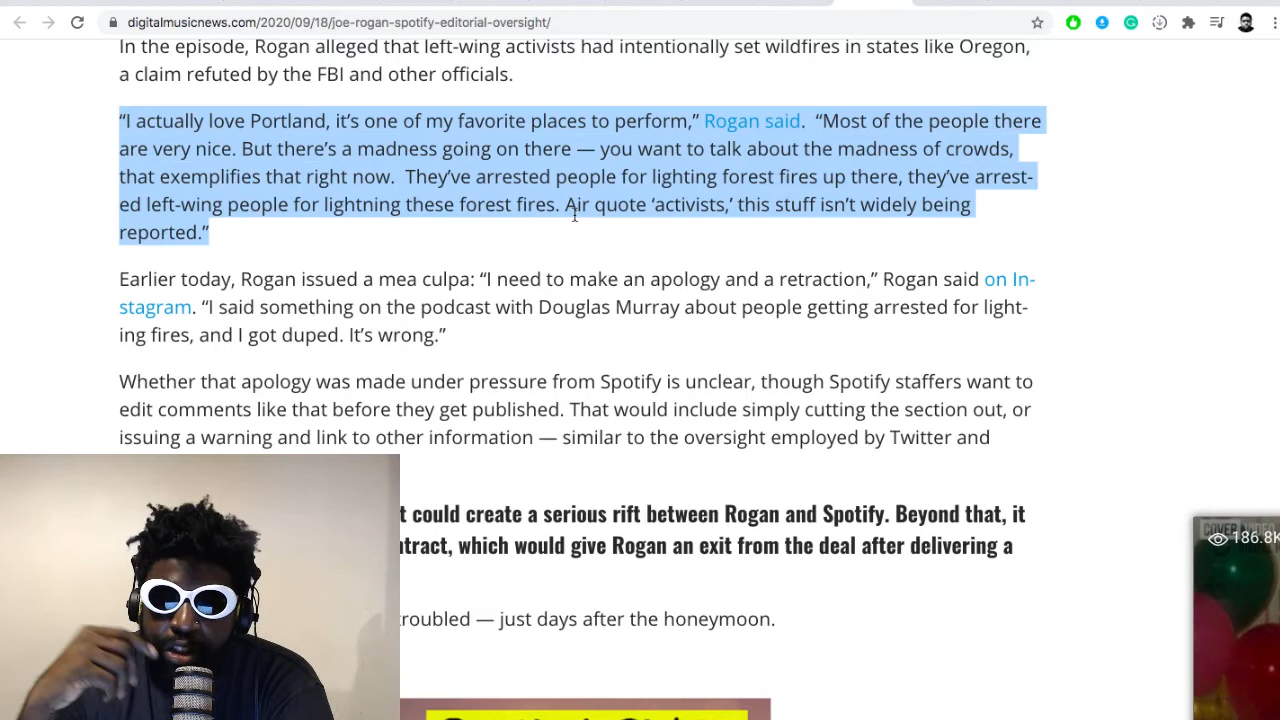 digitalmusicnews.com/2020/09/18/joe-rogan-spotify-editorial-oversight/
In the episode, Rogan alleged that left-wing activists had intentionally set wildfires in states like Oregon,
a claim refuted by the FBI and other officials.
“I actually love Portland, it’s one of my favorite places to perform,” Rogan said.  “Most of the people there
are very nice. But there’s a madness going on there — you want to talk about the madness of crowds,
that exemplifies that right now.  They’ve arrested people for lighting forest fires up there, they’ve arrest-
ed left-wing people for lightning these forest fires. Air quote ‘activists,’ this stuff isn’t widely being
reported.”
Earlier today, Rogan issued a mea culpa: “I need to make an apology and a retraction,” Rogan said on In-
stagram. “I said something on the podcast with Douglas Murray about people getting arrested for light-
ing fires, and I got duped. It’s wrong.”
Whether that apology was made under pressure from Spotify is unclear, though Spotify staffers want to
edit comments like that before they get published. That would include simply cutting the section out, or
issuing a warning and link to other information — similar to the oversight employed by Twitter and
t could create a serious rift between Rogan and Spotify. Beyond that, it
ntract, which would give Rogan an exit from the deal after delivering a
troubled — just days after the honeymoon.
186.8K